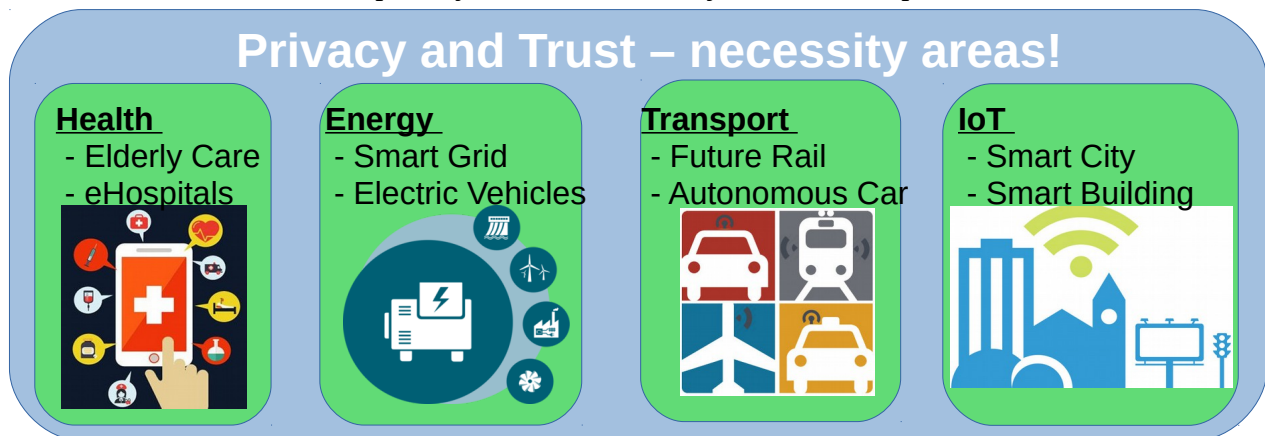 Privacy and Trust – necessity areas!
Health
- Elderly Care
- eHospitals
Energy
- Smart Grid
- Electric Vehicles
Transport
- Future Rail
- Autonomous Car
IoT
- Smart City
- Smart Building